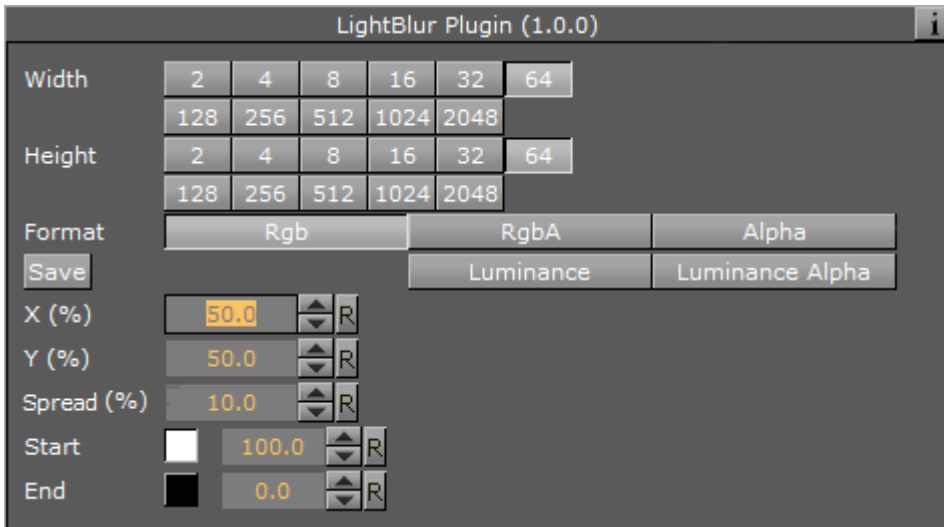 LightBlur Plugin (1.0.0) i
Width 2 4 8 16 32 64
128 256 512 1024 2048
Height 2 4 8 16 32 64
128 256 512 1024 2048
Format Rgb RgbA Alpha
Save Luminance Luminance Alpha
X (%) 50.0 R
Y (%) 50.0 R
Spread (%) 10.0 R
Start 100.0 R
End 0.0 R